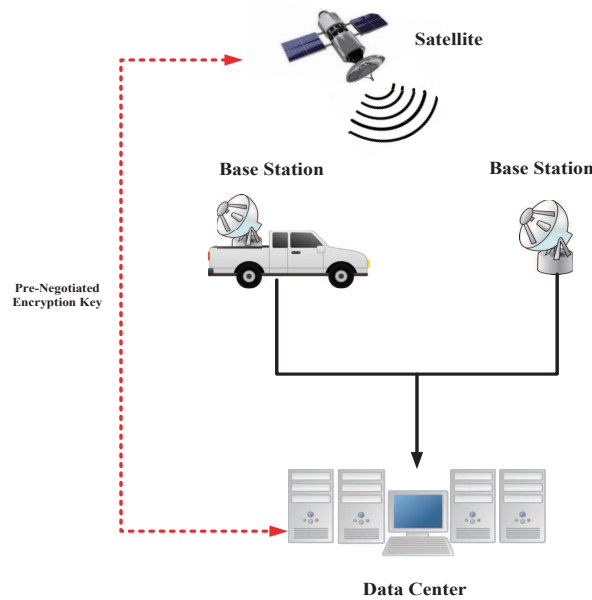 Satellite
Base Station
Base Station
Pre-Negotiated
Encryption Key
Data Center